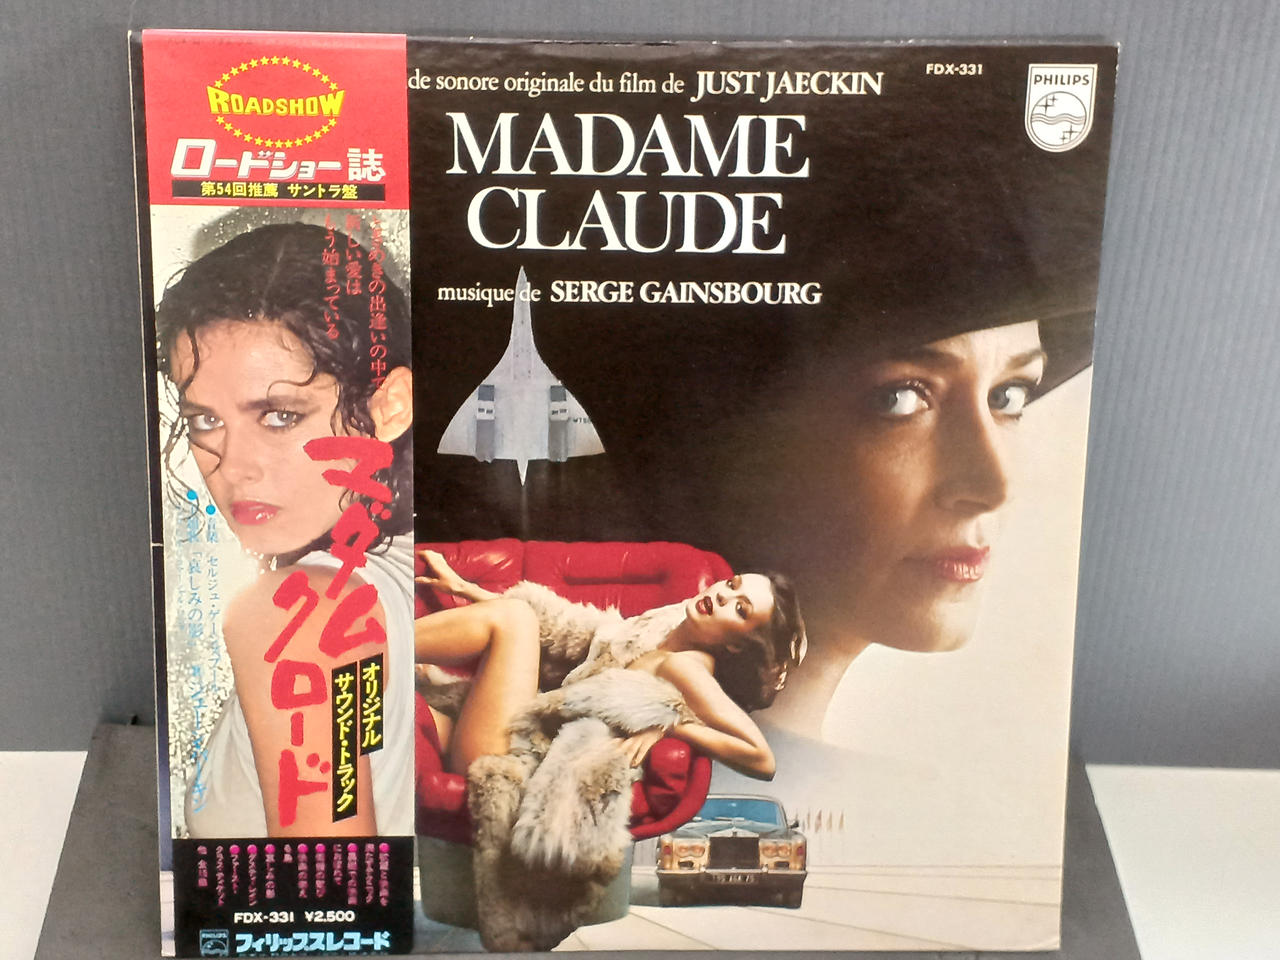 ROADSHOW
ロードショー誌
第54回推薦 サントラ盤
ときめきの出逢いの中で
新しい愛は
もう始まっている
マダム
クロード
オリジナル
サウンド・トラック
FDX-331 ¥2,500
PHILIPS
フィリップスレコード
de sonore originale du film de JUST JAECKIN
FDX-331
PHILIPS
MADAME
CLAUDE
musique de SERGE GAINSBOURG